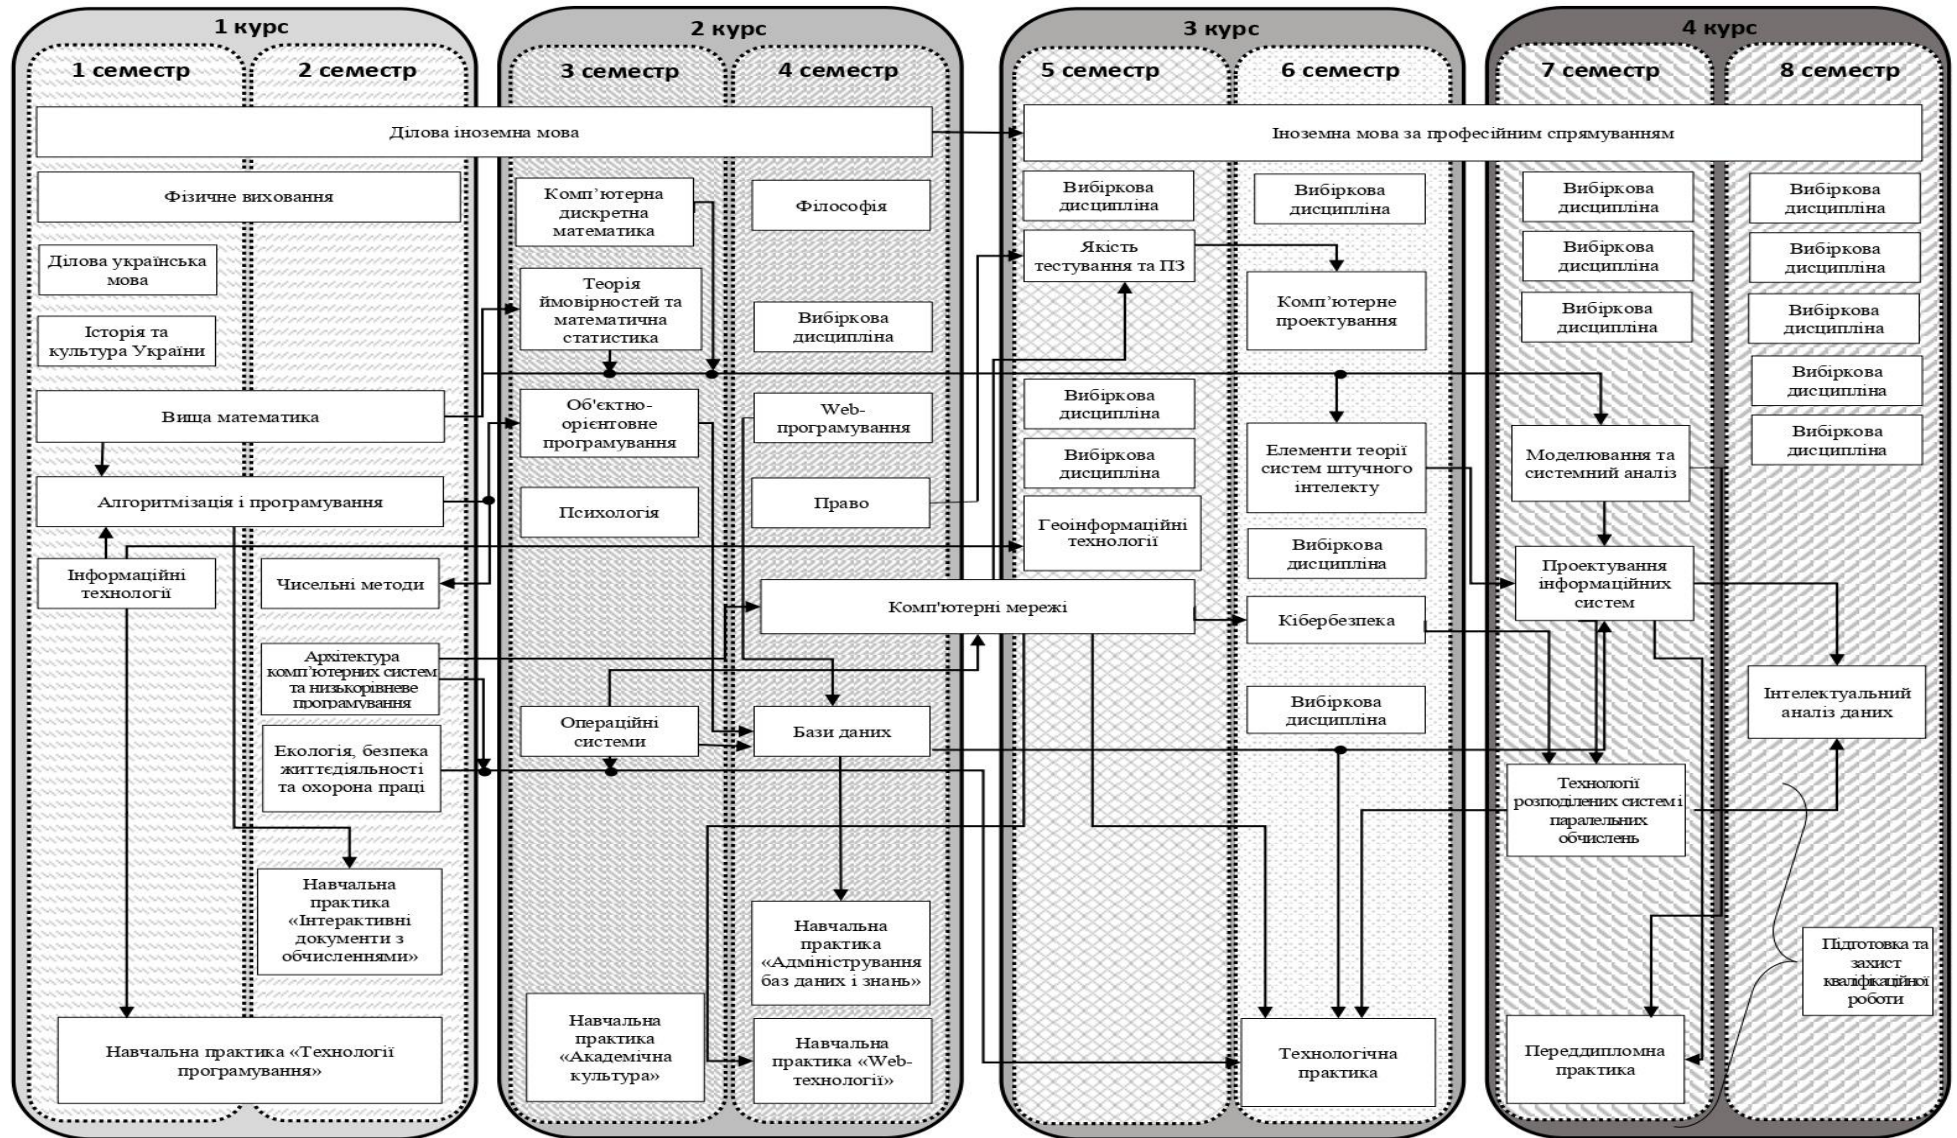 1 курс
1 семестр
2 семестр
2 курс
3 семестр
4 семестр
3 курс
5 семестр
6 семестр
4 курс
7 семестр
8 семестр
Ділова іноземна мова
Іноземна мова за професійним спрямуванням
Фізичне виховання
Ділова українська
мова
Історія та
культура України
Вища математика
Алгоритмізація і програмування
Інформаційні
технології
Чисельні методи
Архітектура
комп'ютерних систем
та низькорівневе
програмування
Екологія, безпека
життєдіяльності
та охорона праці
Навчальна
практика
«Інтерактивні
документи з
обчисленнями»
Навчальна практика «Технології
програмування»
Комп'ютерна
дискретна
математика
Теорія
ймовірностей та
математична
статистика
Об'єктно-
орієнтовне
програмування
Психологія
Операційні
системи
Навчальна
практика
«Академічна
культура»
Філософія
Вибіркова
дисципліна
Web-
програмування
Право
Комп'ютерні мережі
Бази даних
Навчальна
практика
«Адміністрування
баз даних і знань»
Навчальна
практика «Web-
технології»
Вибіркова
дисципліна
Якість
тестування та ПЗ
Вибіркова
дисципліна
Вибіркова
дисципліна
Геоінформаційні
технології
Вибіркова
дисципліна
Комп'ютерне
проектування
Елементи теорії
систем штучного
інтелекту
Вибіркова
дисципліна
Кібербезпека
Вибіркова
дисципліна
Технологічна
практика
Вибіркова
дисципліна
Вибіркова
дисципліна
Вибіркова
дисципліна
Моделювання та
системний аналіз
Проектування
інформаційних
систем
Технології
розподілених систем і
паралельних
обчислень
Переддипломна
практика
Вибіркова
дисципліна
Вибіркова
дисципліна
Вибіркова
дисципліна
Вибіркова
дисципліна
Вибіркова
дисципліна
Інтелектуальний
аналіз даних
Підготовка та
захист
кваліфікаційної
роботи